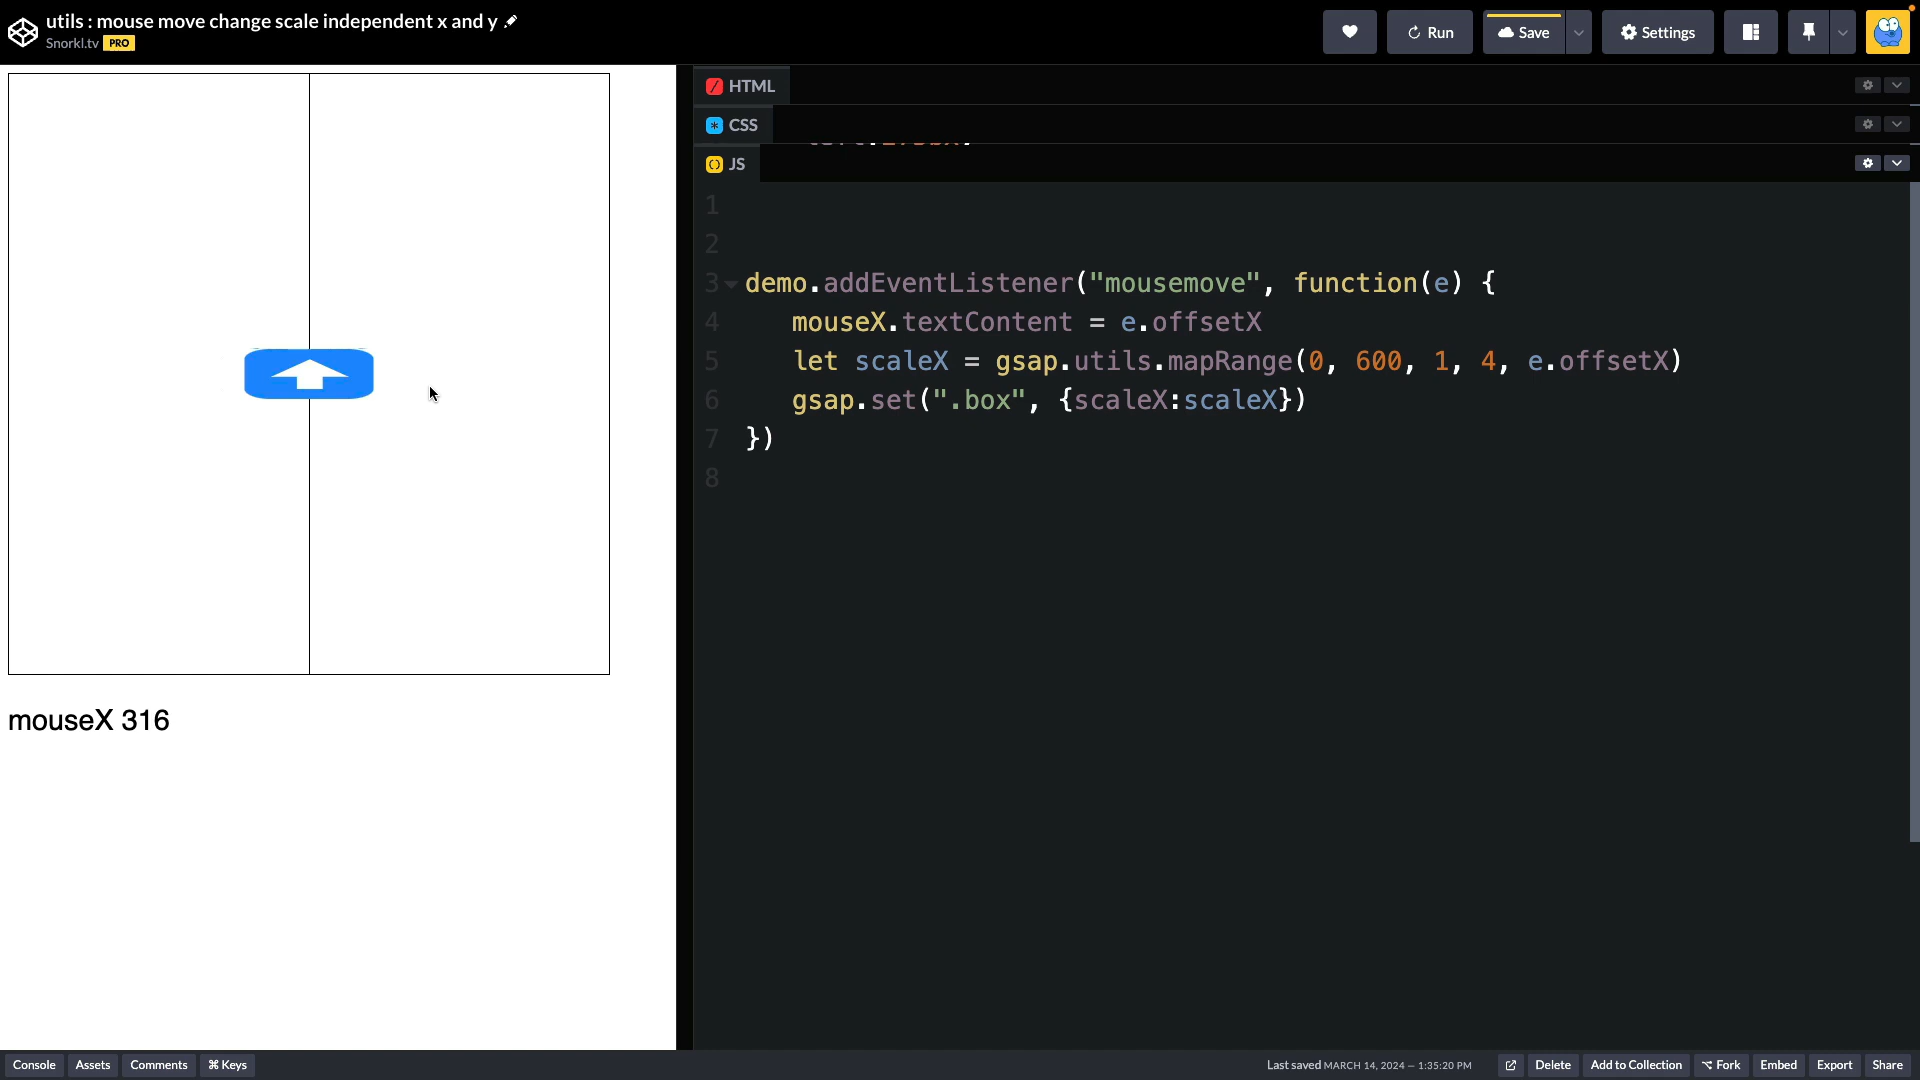 utils : mouse move change scale independent x and y
Snorkl.tv PRO
Run
Save
Settings
HTML
CSS
JS
1
2
3 demo.addEventListener("mousemove", function(e) {
4 mouseX.textContent = e.offsetX
5 let scaleX = gsap.utils.mapRange(0, 600, 1, 4, e.offsetX)
6 gsap.set(".box", {scaleX:scaleX})
7 })
8
mouseX 316
Console Assets Comments ⌘ Keys
Last saved MARCH 14, 2024 — 1:35:20 PM
Delete Add to Collection ⌥ Fork Embed Export Share